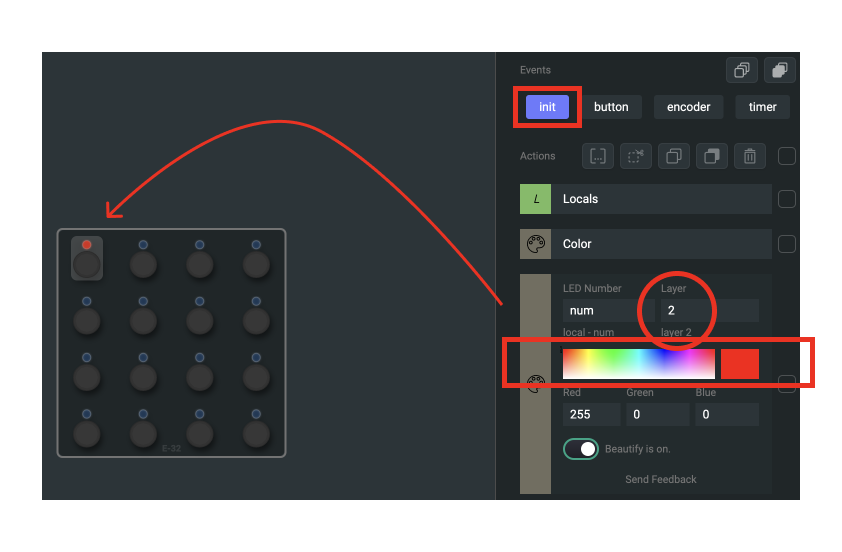 Events
init
button
encoder
timer
Actions
L Locals
Color
LED Number
Layer
num
2
local - num
layer 2
Red
Green
Blue
255
0
0
Beautify is on.
Send Feedback
E-32